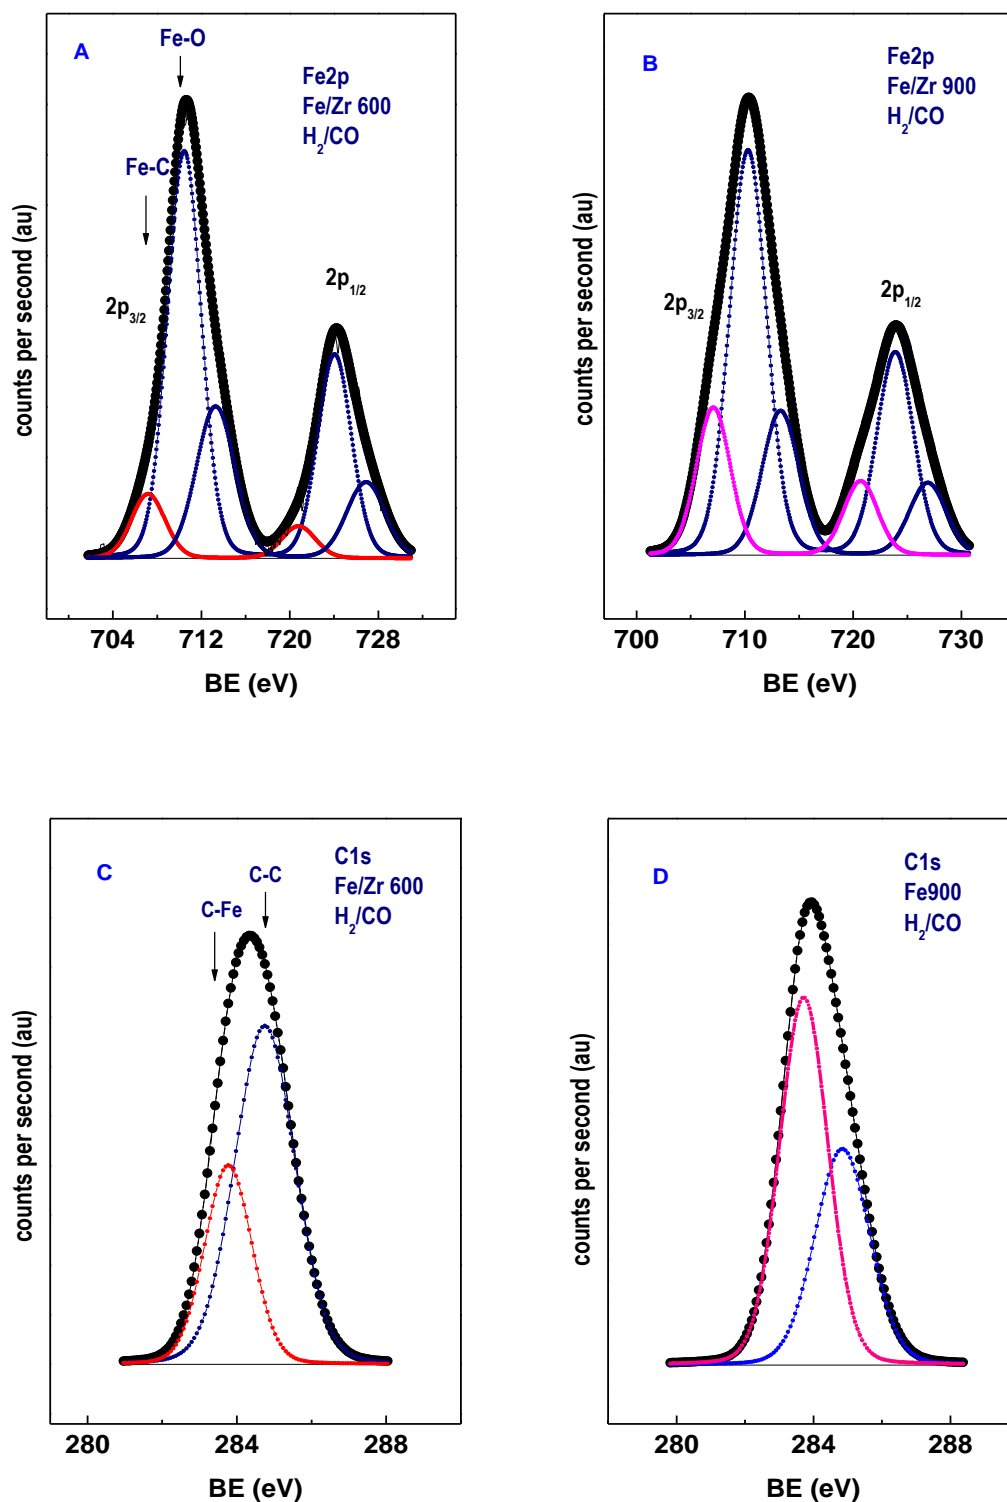 A
Fe-O
Fe2p
Fe/Zr 600
H2/CO
Fe-C
2p3/2
2p1/2
counts per second (au)
704 712 720 728
BE (eV)
B
Fe2p
Fe/Zr 900
H2/CO
2p3/2
2p1/2
counts per second (au)
700 710 720 730
BE (eV)
C
C1s
Fe/Zr 600
H2/CO
C-C
C-Fe
counts per second (au)
280 284 288
BE (eV)
D
C1s
Fe900
H2/CO
counts per second (au)
280 284 288
BE (eV)